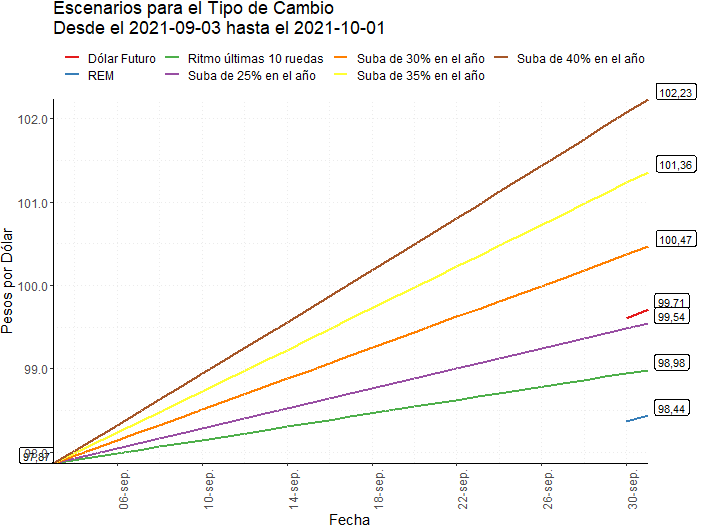 Escenarios para el Tipo de Cambio
Desde el 2021-09-03 hasta el 2021-10-01
Dólar Futuro
Ritmo últimas 10 ruedas
Suba de 30% en el año
Suba de 40% en el año
REM
Suba de 25% en el año
Suba de 35% en el año
102,23
102.0
101,36
101.0
100,47
100.0
99,71
99,54
99.0
98,98
98,44
98.0
97,87
Pesos por Dólar
06-sep.
10-sep.
14-sep.
18-sep.
22-sep.
26-sep.
30-sep.
Fecha